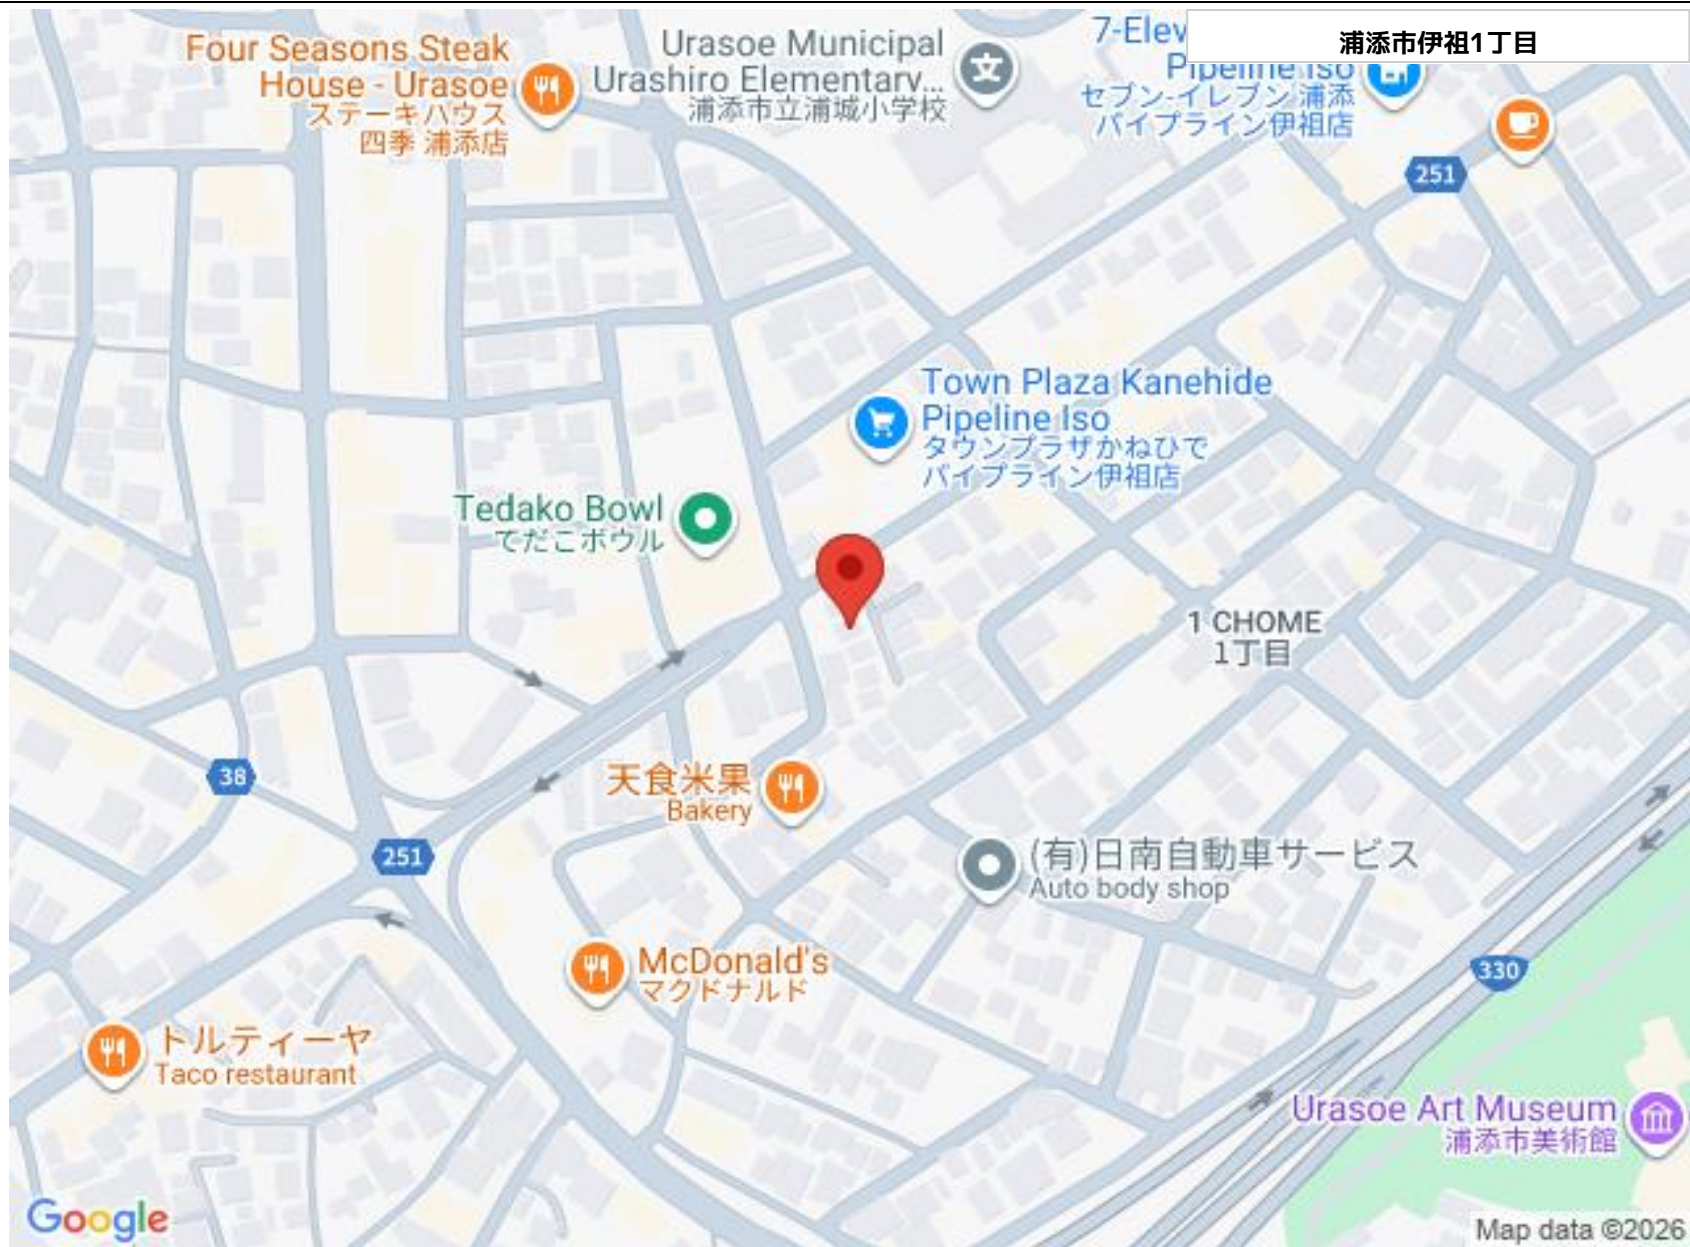 浦添市伊祖1丁目
Four Seasons Steak
House - Urasoe
ステーキハウス
四季 浦添店
Urasoe Municipal
Urashiro Elementary...
浦添市立浦城小学校
7-Elev
Pipeline Iso
セブン-イレブン 浦添
パイプライン伊祖店
251
Town Plaza Kanehide
Pipeline Iso
タウンプラザかねひで
パイプライン伊祖店
Tedako Bowl
てだこボウル
1 CHOME
1丁目
38
天食米果
Bakery
251
(有)日南自動車サービス
Auto body shop
McDonald's
マクドナルド
330
トルティーヤ
Taco restaurant
Urasoe Art Museum
浦添市美術館
Google
Map data ©2026